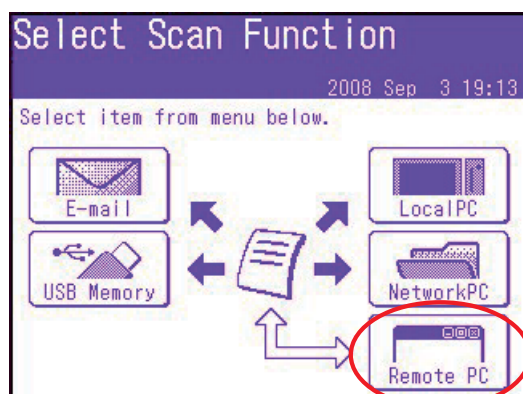 Select Scan Function
2008 Sep 3 19:13
Select item from menu below.
E-mail
LocalPC
USB Memory
NetworkPC
Remote PC